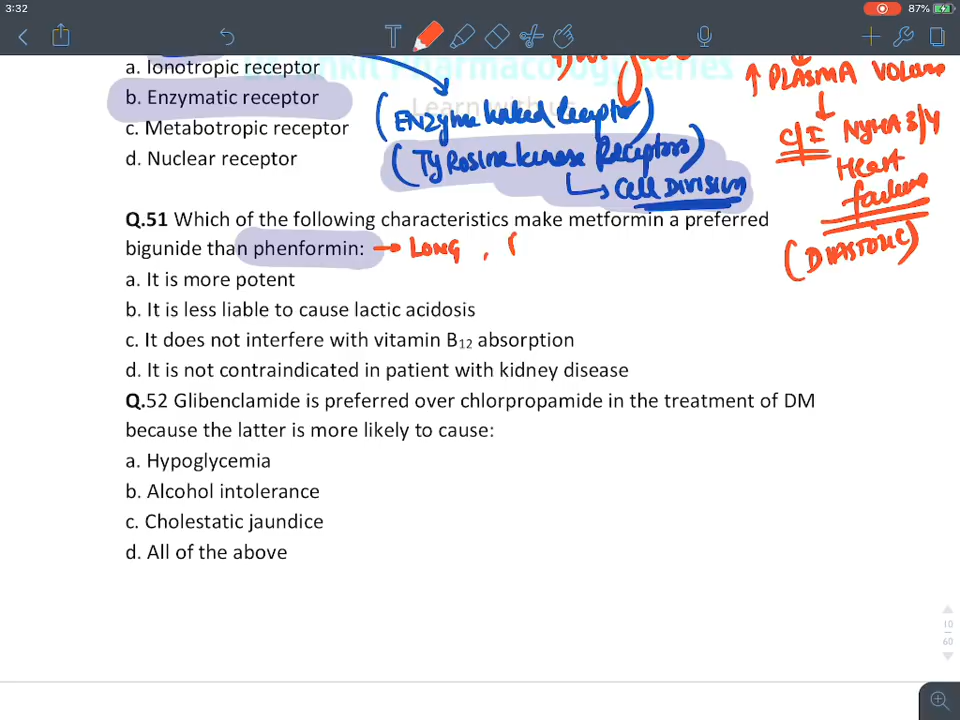 3:32
87%
T
a. Ionotropic receptor
b. Enzymatic receptor
Learn with us
(Enzyme linked Receptor)
c. Metabotropic receptor
(Tyrosine kinase Receptors)
d. Nuclear receptor
Cell Division
↑ PLASMA Volume
C/I NYHA 3/4
Heart
failure
(DIASTOLIC)
Q.51 Which of the following characteristics make metformin a preferred
bigunide than phenformin: → LONG , (
a. It is more potent
b. It is less liable to cause lactic acidosis
c. It does not interfere with vitamin B₁₂ absorption
d. It is not contraindicated in patient with kidney disease
Q.52 Glibenclamide is preferred over chlorpropamide in the treatment of DM
because the latter is more likely to cause:
a. Hypoglycemia
b. Alcohol intolerance
c. Cholestatic jaundice
d. All of the above
10
60